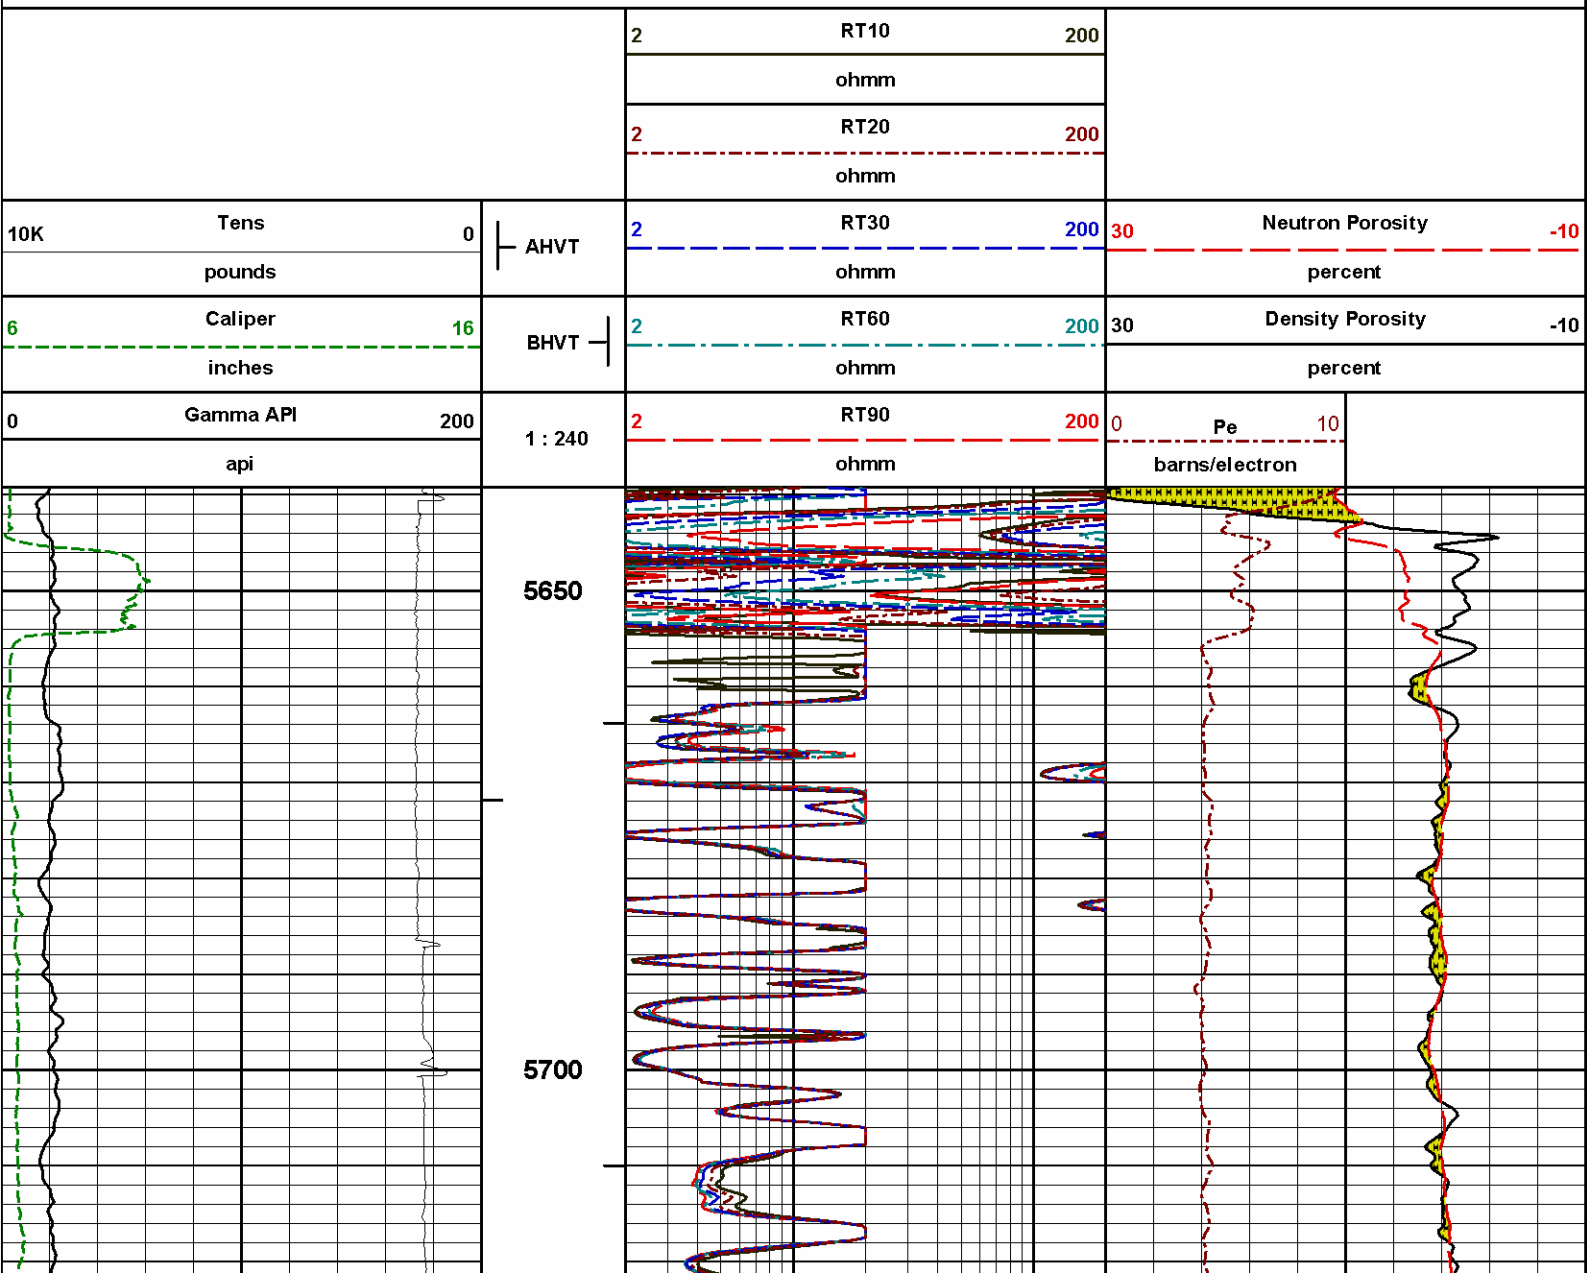 2 RT10 200
ohmm
2 RT20 200
ohmm
10K Tens 0
pounds
AHVT
2 RT30 200
ohmm
30 Neutron Porosity -10
percent
6 Caliper 16
inches
BHVT
2 RT60 200
ohmm
30 Density Porosity -10
percent
0 Gamma API 200
api
1 : 240
2 RT90 200
ohmm
0 Pe 10
barns/electron
5650
5700